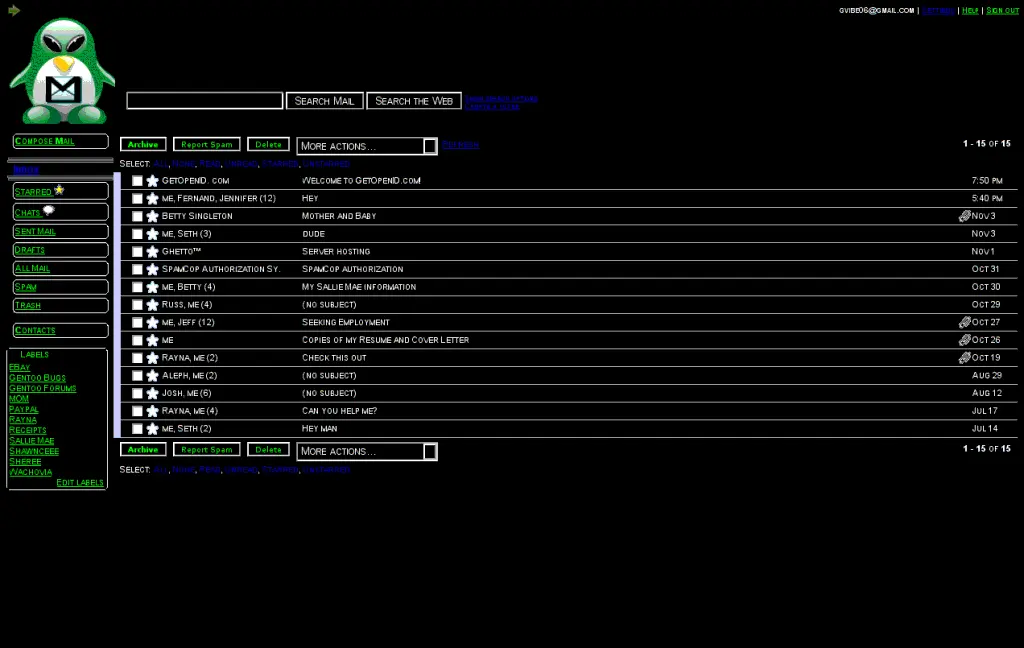 gvibe06@gmail.com | Settings | Help | Sign out
Search Mail Search the Web
Compose Mail
Archive Report Spam Delete More actions... Refresh 1 - 15 of 15
Select: All, None, Read, Unread, Starred, Unstarred
Inbox
Starred
Chats
Sent Mail
Drafts
All Mail
Spam
Trash
Contacts
Labels
eBay
Gentoo Bugs
Gentoo Forums
Mom
PayPal
Rayna
Receipts
Sallie Mae
Shawnceee
Sheree
Wachovia
Edit labels
GetOpenID. com Welcome to GetOpenID.com! 7:50 pm
me, Fernand, Jennifer (12) hey 5:40 pm
Betty Singleton Mother and Baby Nov 3
me, Seth (3) dude Nov 3
Ghetto™ server hosting Nov 1
SpamCop Authorization Sy. SpamCop authorization Oct 31
me, Betty (4) My Sallie Mae information Oct 30
Russ, me (4) (no subject) Oct 29
me, Jeff (12) Seeking Employment Oct 27
me Copies of my Resume and Cover Letter Oct 26
Rayna, me (2) check this out Oct 19
Aleph, me (2) (no subject) Aug 29
Josh, me (6) (no subject) Aug 12
Rayna, me (4) Can you help me? Jul 17
me, Seth (2) hey man Jul 14
Archive Report Spam Delete More actions... 1 - 15 of 15
Select: All, None, Read, Unread, Starred, Unstarred